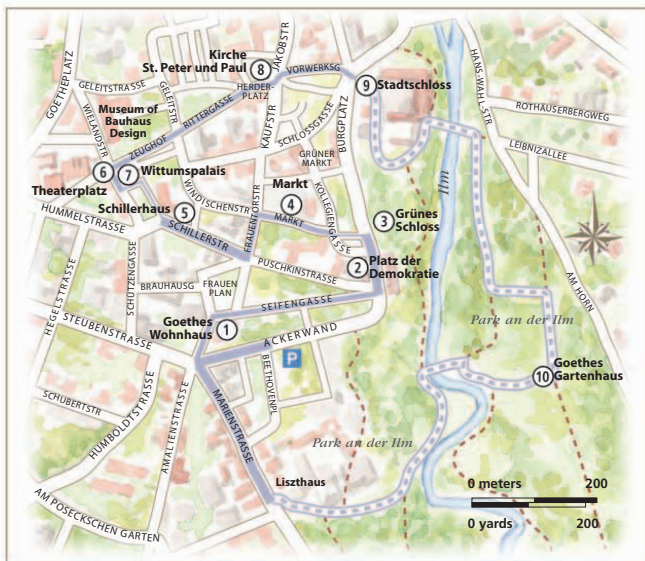 Kirche
St. Peter und Paul
8
JAKOBSTR
VORWERKSG
9
Stadtschloss
HANS-WAHL-STR
GOETHEPLATZ
GELEITSTRASSE
GELEITSTR
HERDER-
PLATZ
WIELANDSTR
Museum of
Bauhaus
Design
ZEUGHOF
RITTERGASSE
KAUFSTR
SCHLOSSGASSE
BURGPLATZ
ROTHÄUSERBERGWEG
LEIBNIZALLEE
GRÜNER
MARKT
Ilm
6
7
Wittumspalais
Theaterplatz
WINDISCHENSTR
Markt
4
MARKT
KOLLEGIENGASSE
HUMMELSTRASSE
Schillerhaus
5
SCHILLERSTR
FRAUENTORSTR
3
Grünes
Schloss
PUSCHKINSTRASSE
2
Platz der
Demokratie
HEGELSTRASSE
SCHÜTZENGASSE
BRAUHAUSG
FRAUEN
PLAN
SEIFENGASSE
AM HORN
STEUBENSTRASSE
Goethes
Wohnhaus
1
ACKERWAND
Park an der Ilm
P
BEETHOVENPL
10
Goethes
Gartenhaus
SCHUBERTSTR
HUMBOLDTSTRASSE
AMALIENSTRASSE
MARIENSTRASSE
Park an der Ilm
Liszthaus
AM POSECKSCHEN GARTEN
0 meters 200
0 yards 200